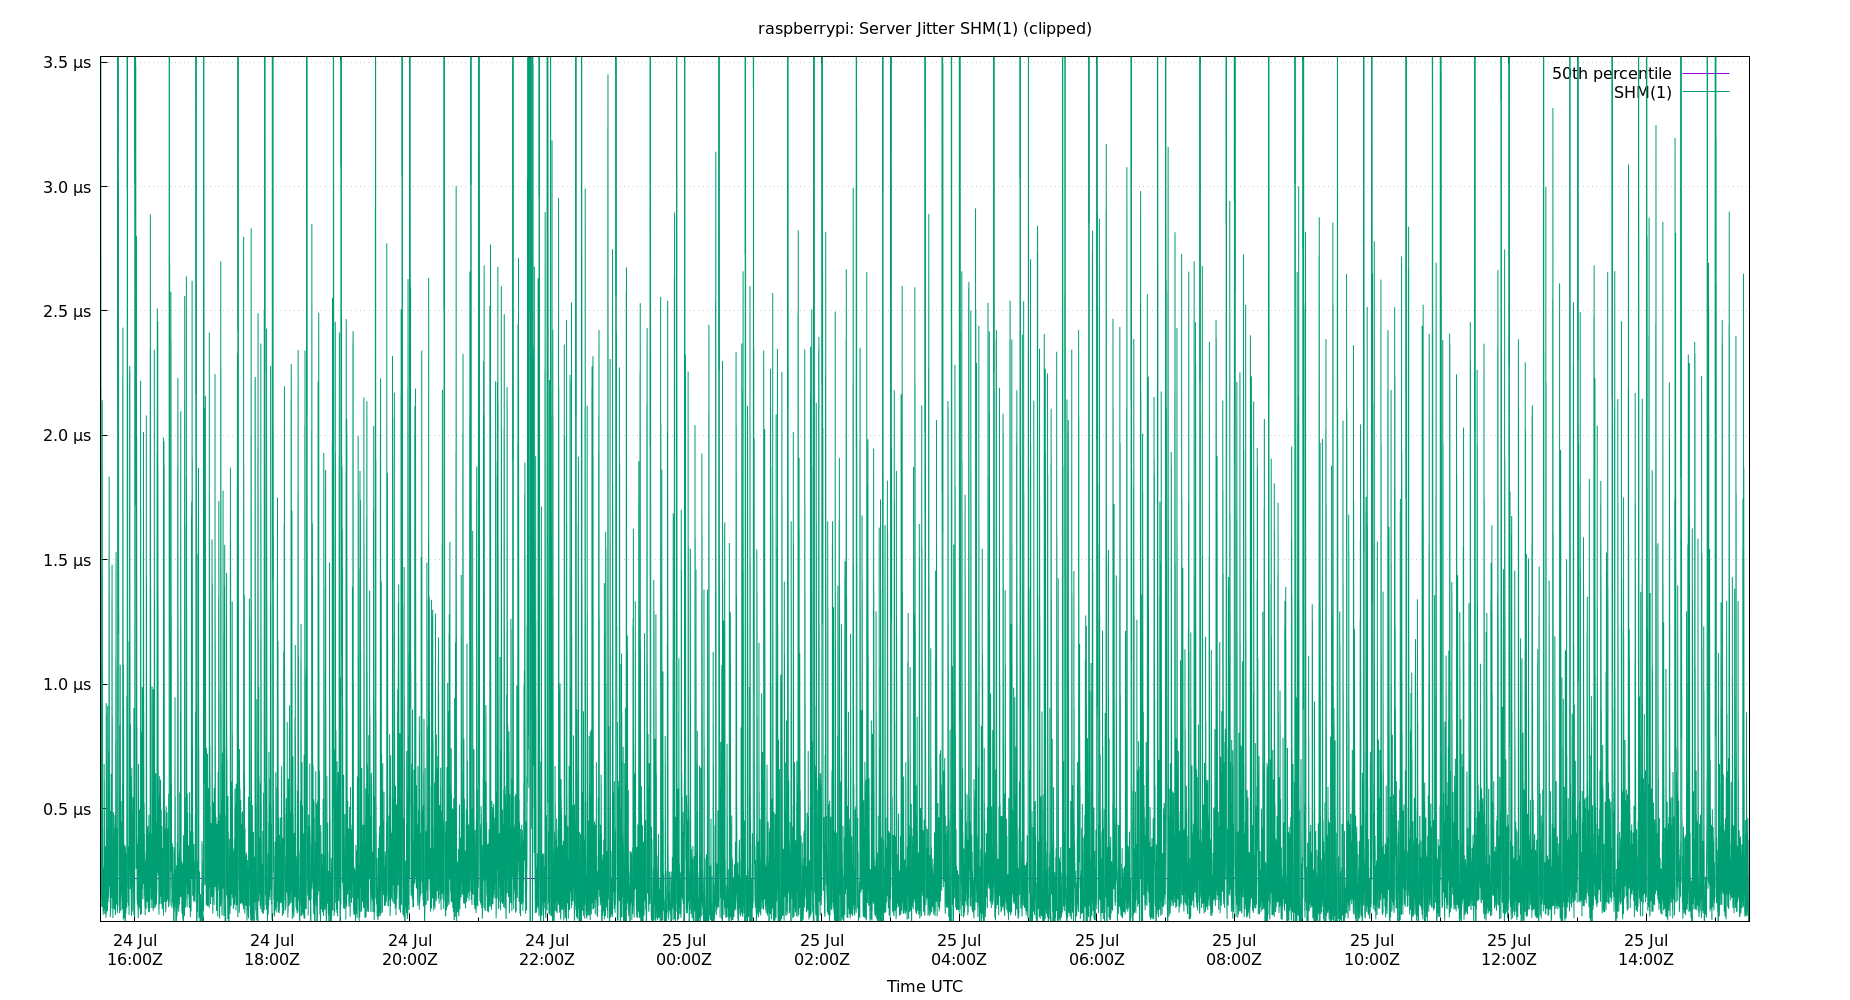 raspberrypi: Server Jitter SHM(1) (clipped)
3.5 µs
50th percentile
SHM(1)
3.0 µs
2.5 µs
2.0 µs
1.5 µs
1.0 µs
0.5 µs
24 Jul 24 Jul 24 Jul 24 Jul 25 Jul 25 Jul 25 Jul 25 Jul 25 Jul 25 Jul 25 Jul 25 Jul
16:00Z 18:00Z 20:00Z 22:00Z 00:00Z 02:00Z 04:00Z 06:00Z 08:00Z 10:00Z 12:00Z 14:00Z
Time UTC